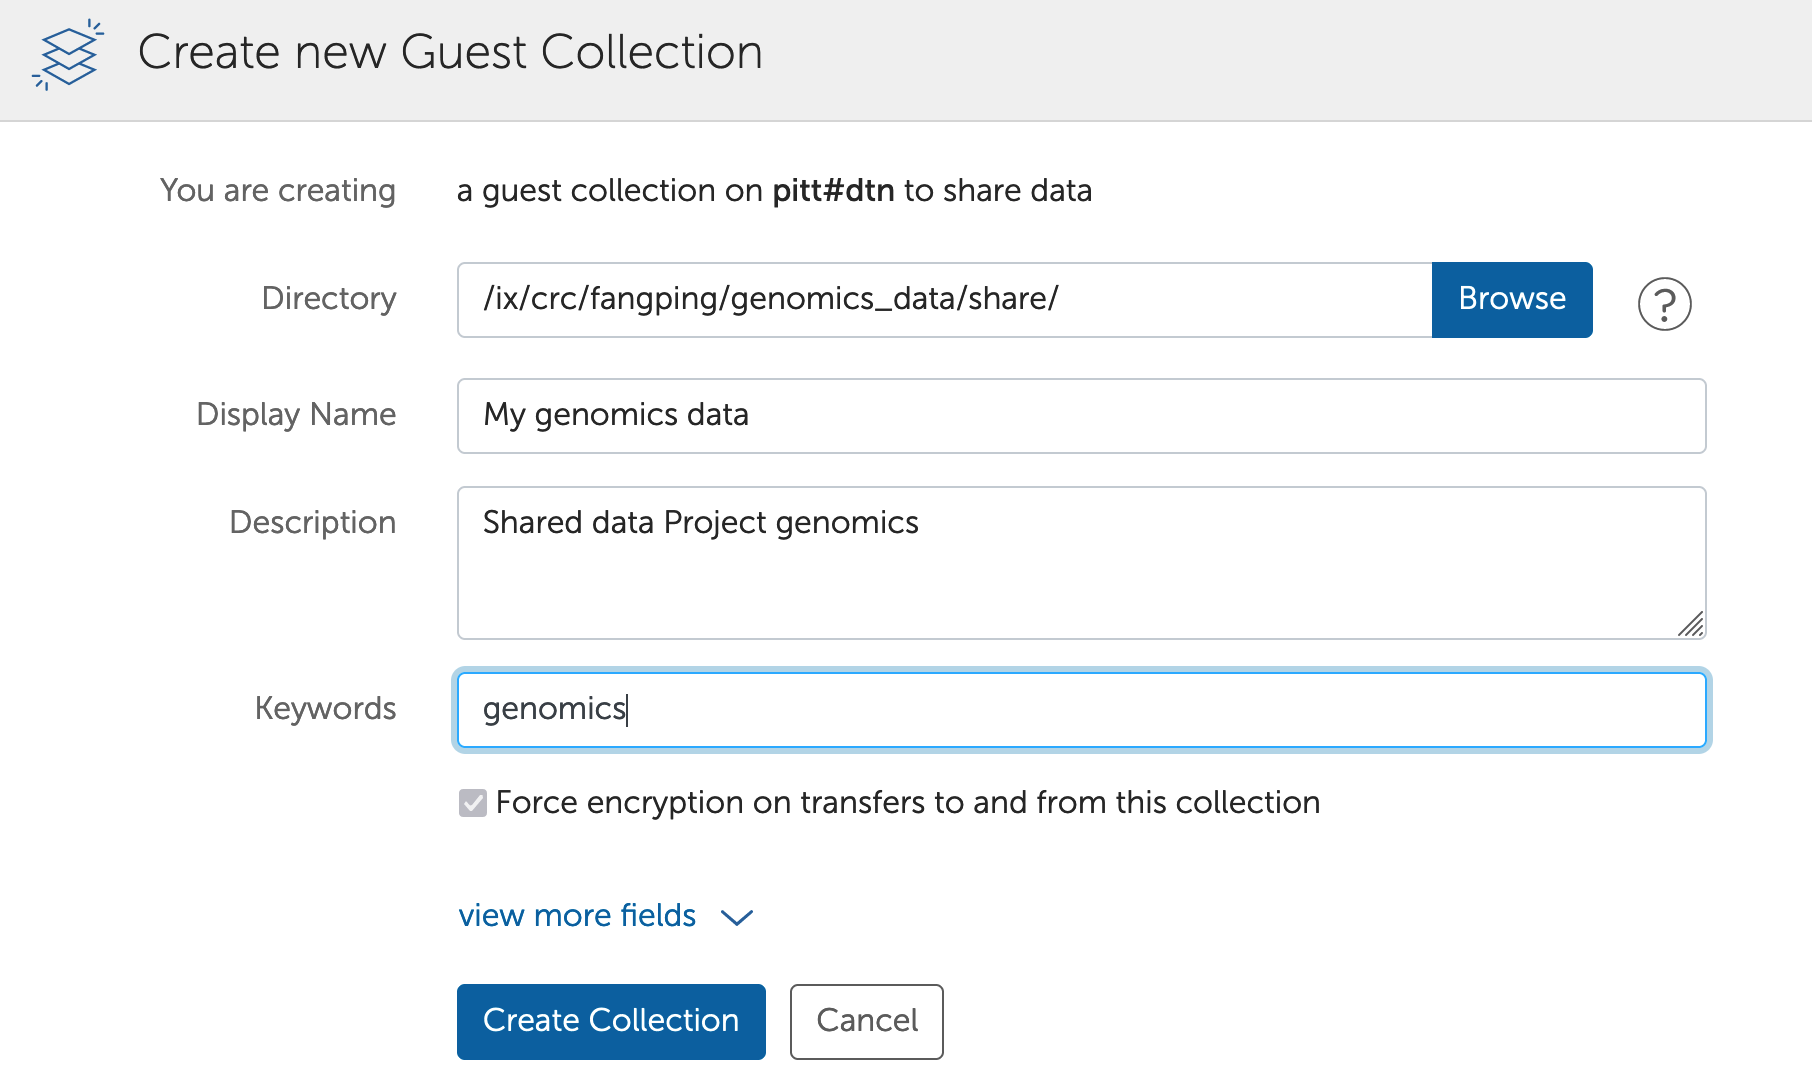 Create new Guest Collection
You are creating a guest collection on pitt#dtn to share data
Directory /ix/crc/fangping/genomics_data/share/ Browse ?
Display Name My genomics data
Description Shared data Project genomics
Keywords genomics
Force encryption on transfers to and from this collection
view more fields
Create Collection Cancel